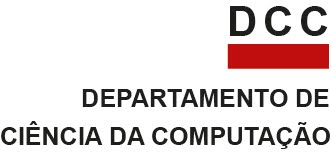 DCC
DEPARTAMENTO DE
CIÊNCIA DA COMPUTAÇÃO